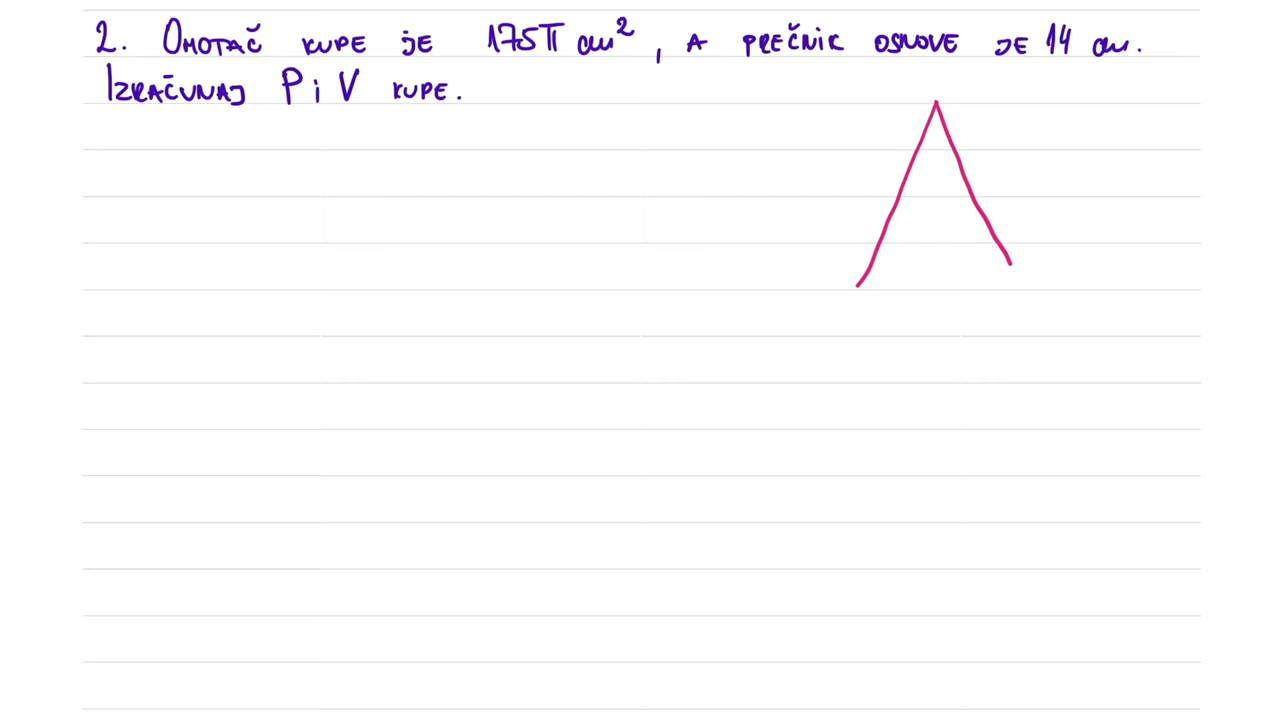 2. Omotač kupe je 175π cm², a prečnik osnove je 14 cm.
Izračunaj P i V kupe.